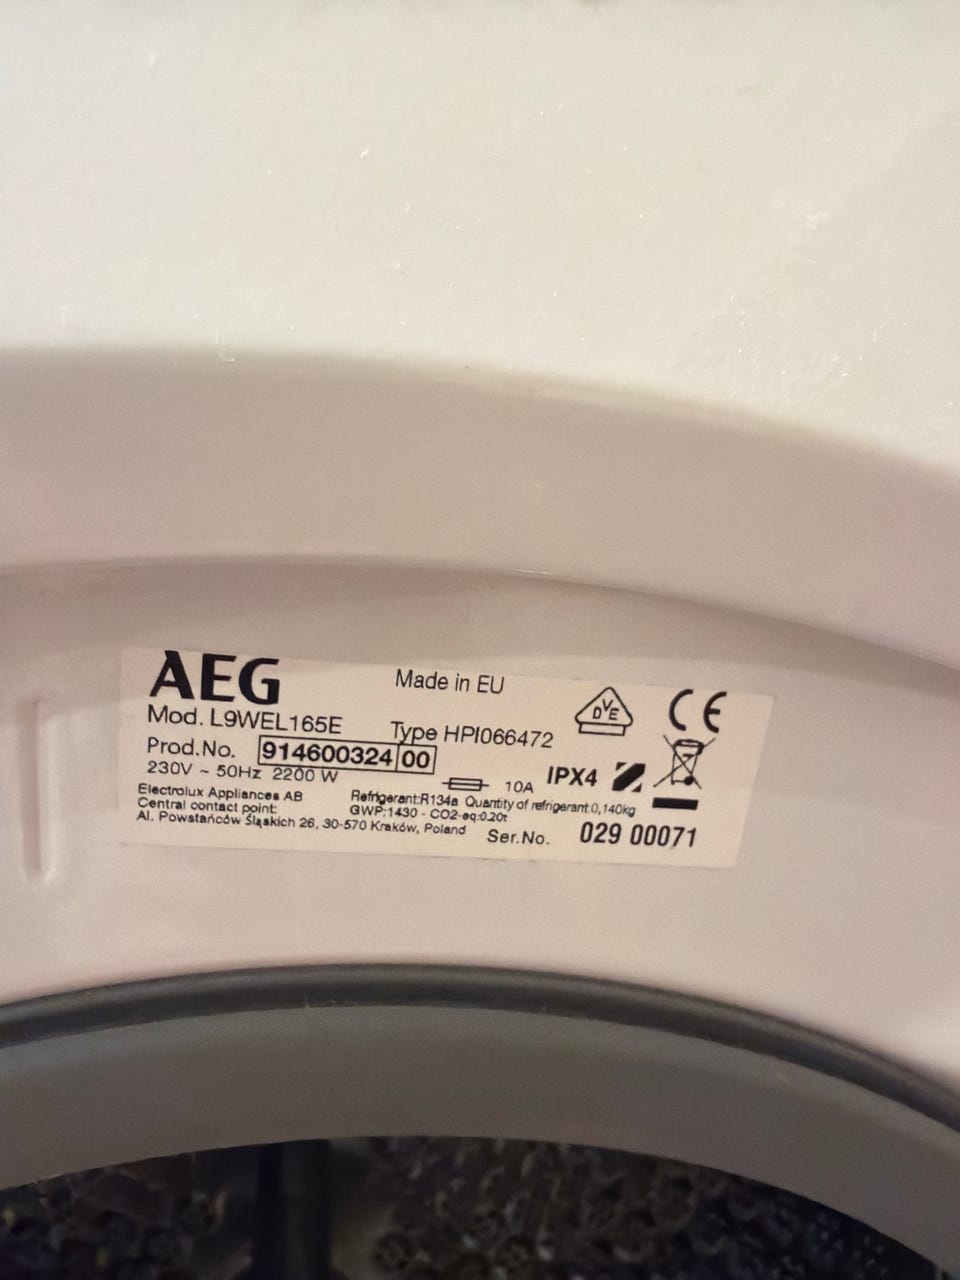 AEG
Made in EU
Mod. L9WEL165E
Type HPI066472
DVE
CE
Prod.No. 914600324 00
230V ~ 50Hz 2200 W
10A
IPX4
Electrolux Appliances AB
Central contact point:
Al. Powstańców Śląskich 26, 30-570 Kraków, Poland
Refrigerant:R134a Quantity of refrigerant:0,140kg
GWP:1430 - CO2-eq:0.20t
Ser.No. 029 00071